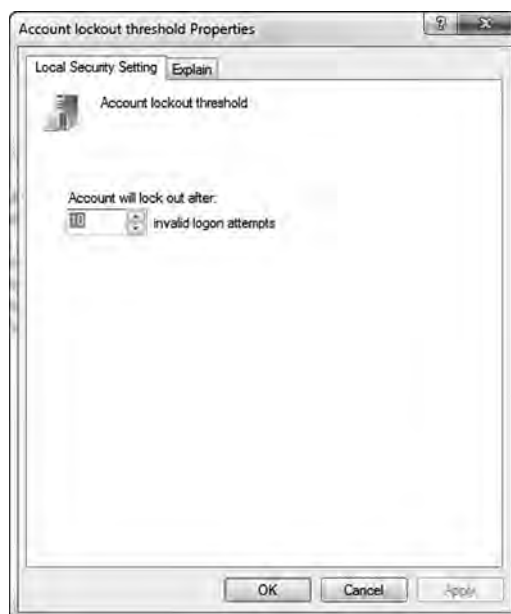 Account lockout threshold Properties
Local Security Setting
Explain
Account lockout threshold
Account will lock out after:
10 invalid logon attempts
OK
Cancel
Apply